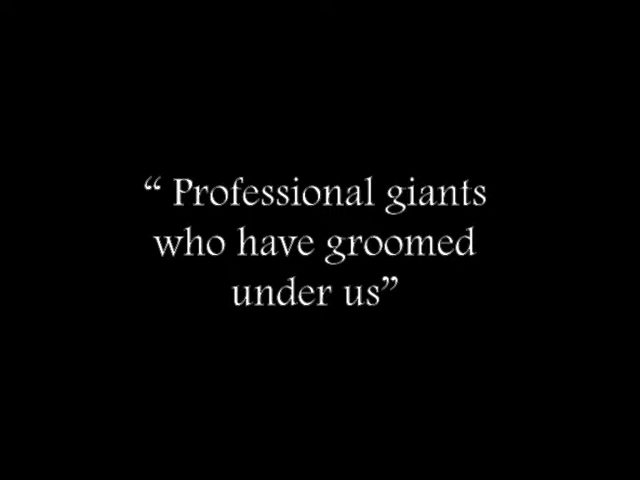 “ Professional giants
who have groomed
under us”